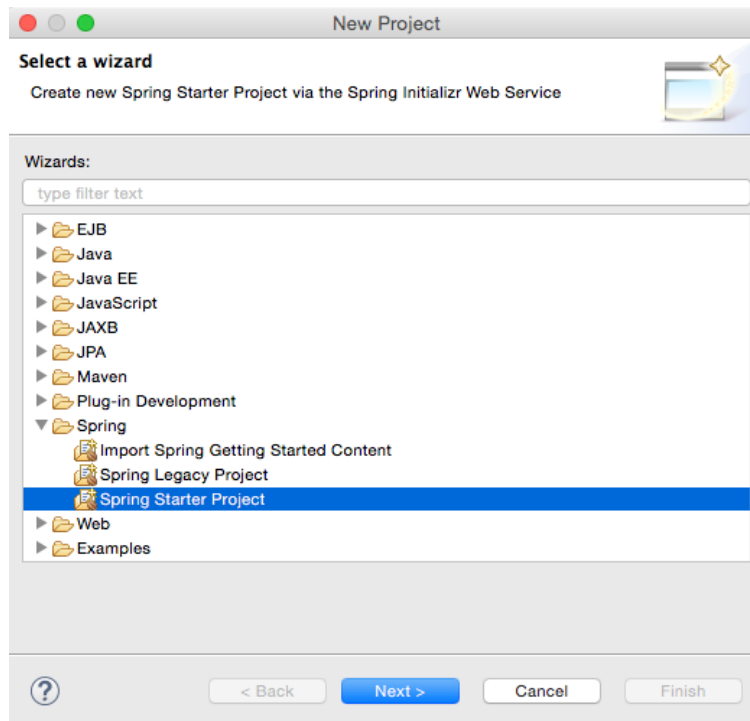 New Project
Select a wizard
Create new Spring Starter Project via the Spring Initializr Web Service
Wizards:
type filter text
EJB
Java
Java EE
JavaScript
JAXB
JPA
Maven
Plug-in Development
Spring
Import Spring Getting Started Content
Spring Legacy Project
Spring Starter Project
Web
Examples
? < Back Next > Cancel Finish